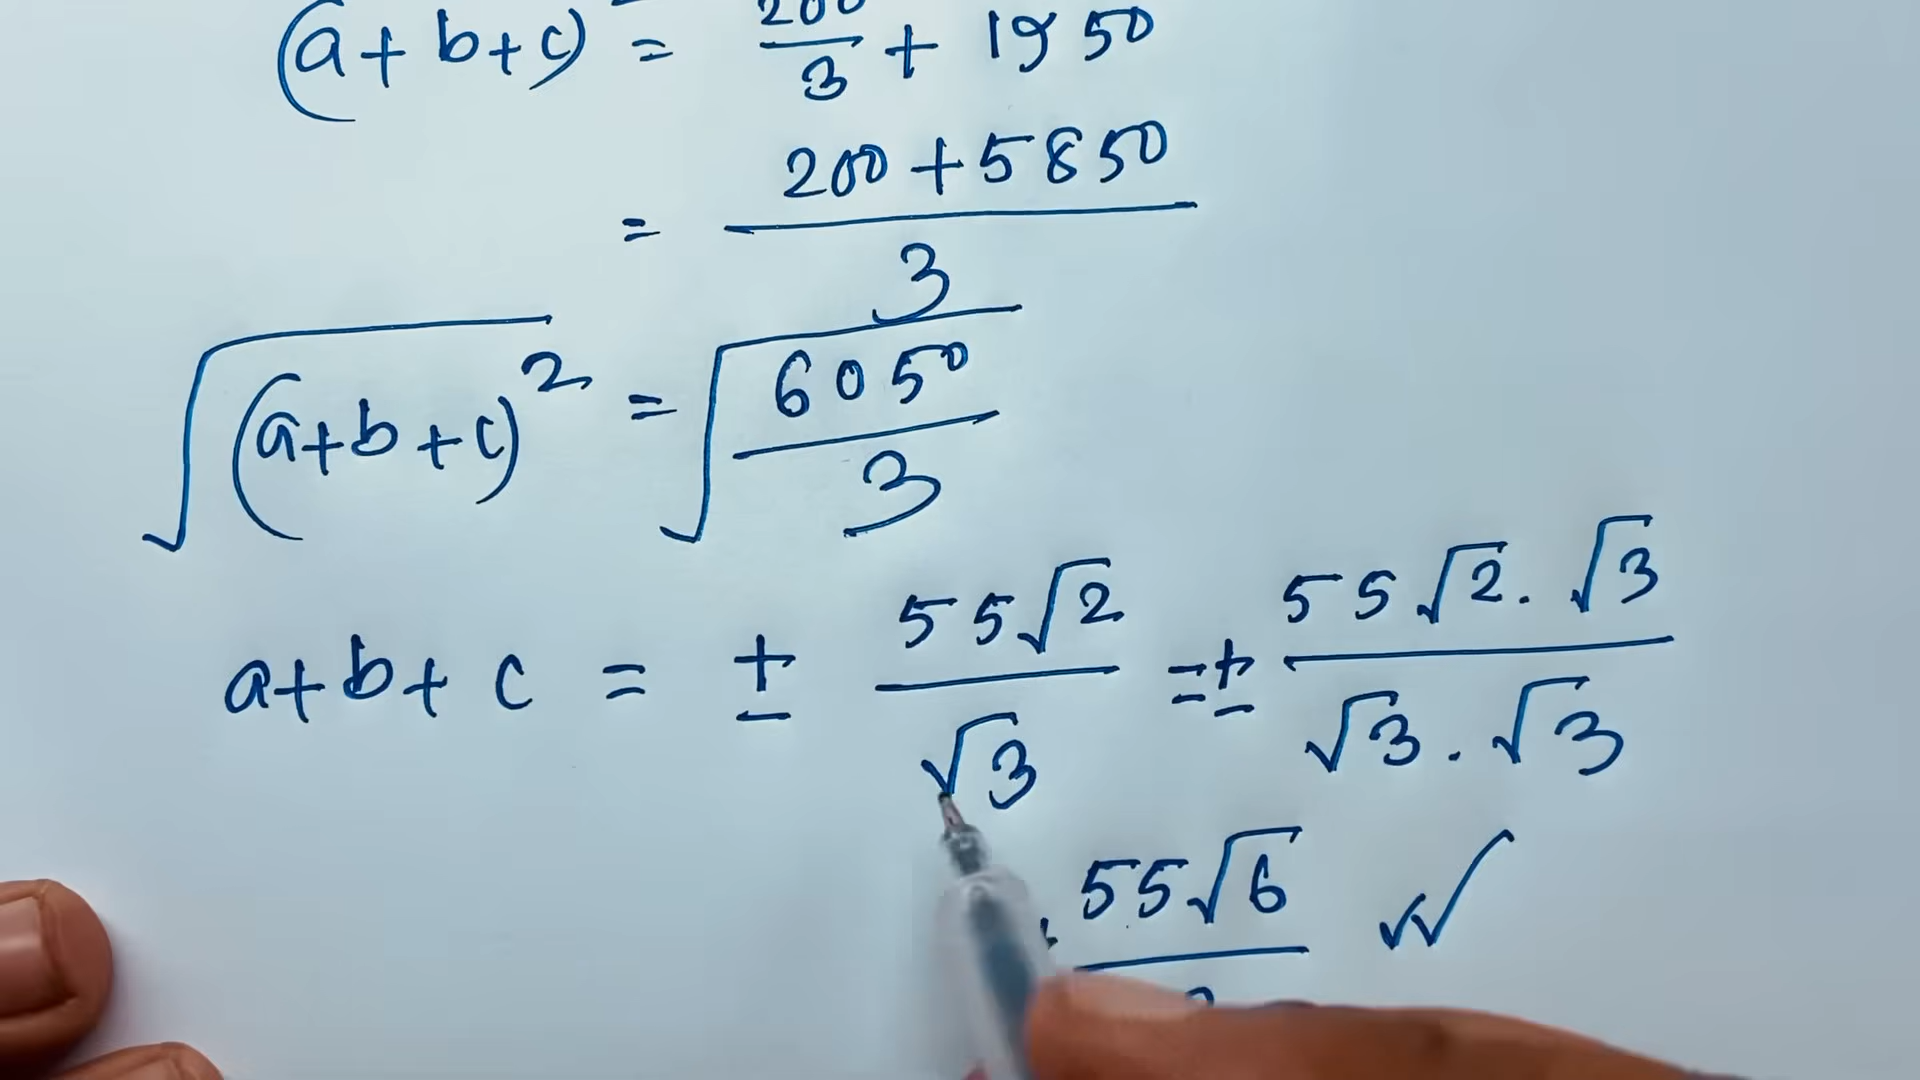 (a+b+c) = 200/3 + 1950
= 200+5850/3
√(a+b+c)² = √6050/3
a+b+c = ± 55√2/√3 = ± 55√2.√3/√3.√3
55√6